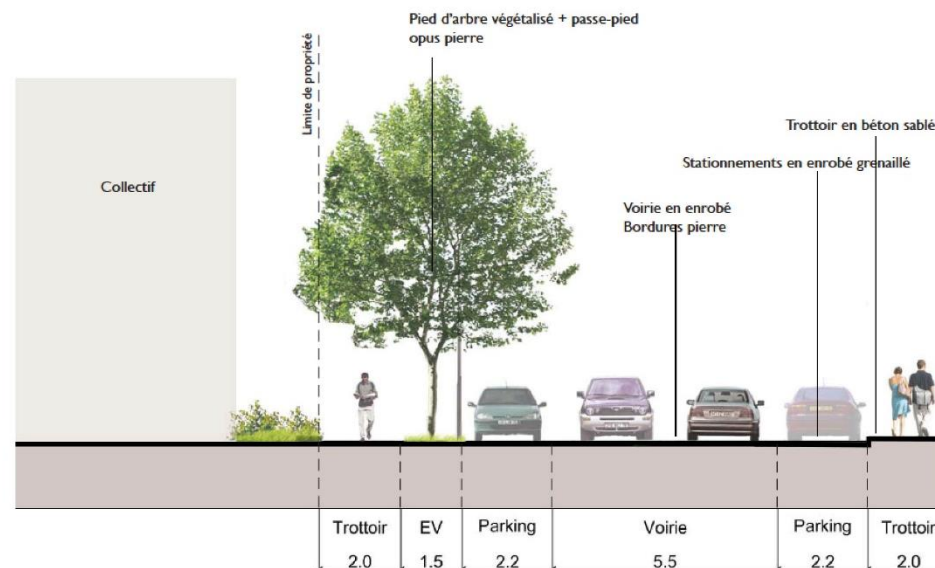 Pied d'arbre végétalisé + passe-pied
opus pierre
Limite de propriété
Trottoir en béton sablé
Stationnements en enrobé grenaillé
Collectif
Voirie en enrobé
Bordures pierre
Trottoir
EV
Parking
Voirie
Parking
Trottoir
2.0
1.5
2.2
5.5
2.2
2.0